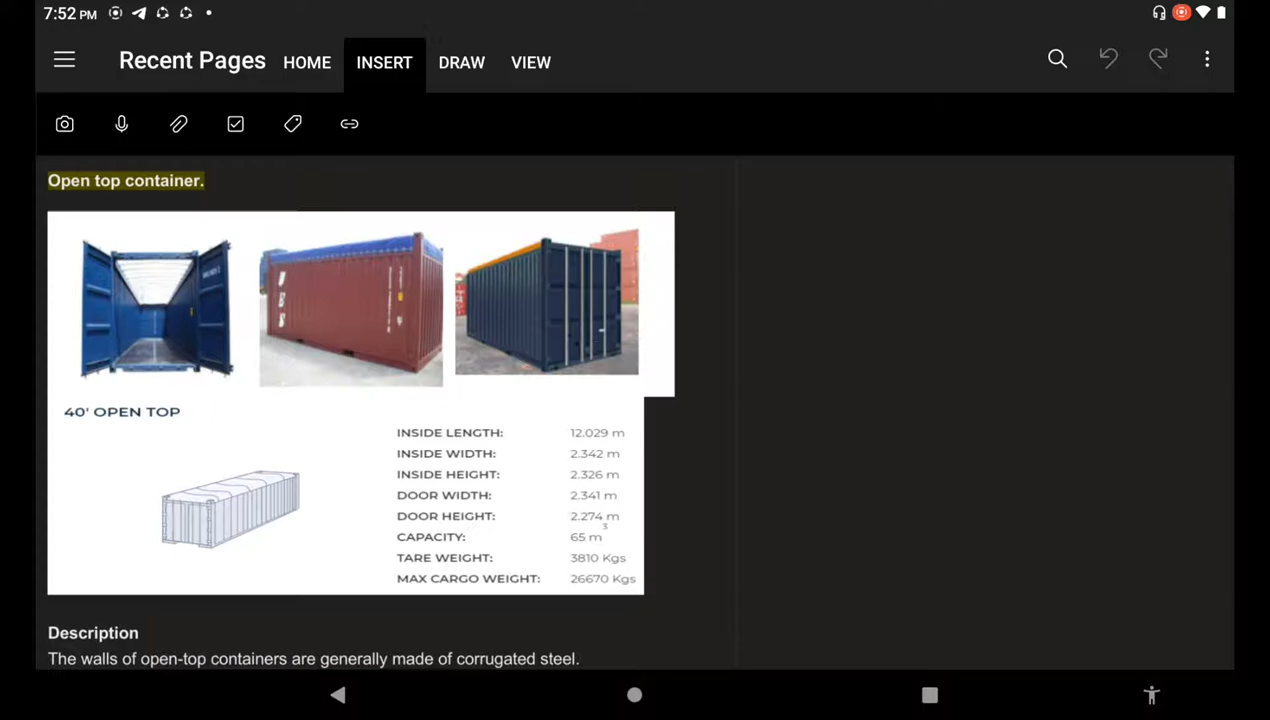 7:52 PM
Recent Pages HOME INSERT DRAW VIEW
Open top container.
40' OPEN TOP
INSIDE LENGTH: 12.029 m
INSIDE WIDTH: 2.342 m
INSIDE HEIGHT: 2.326 m
DOOR WIDTH: 2.341 m
DOOR HEIGHT: 2.274 m
CAPACITY: 65 m³
TARE WEIGHT: 3810 Kgs
MAX CARGO WEIGHT: 26670 Kgs
Description
The walls of open-top containers are generally made of corrugated steel.